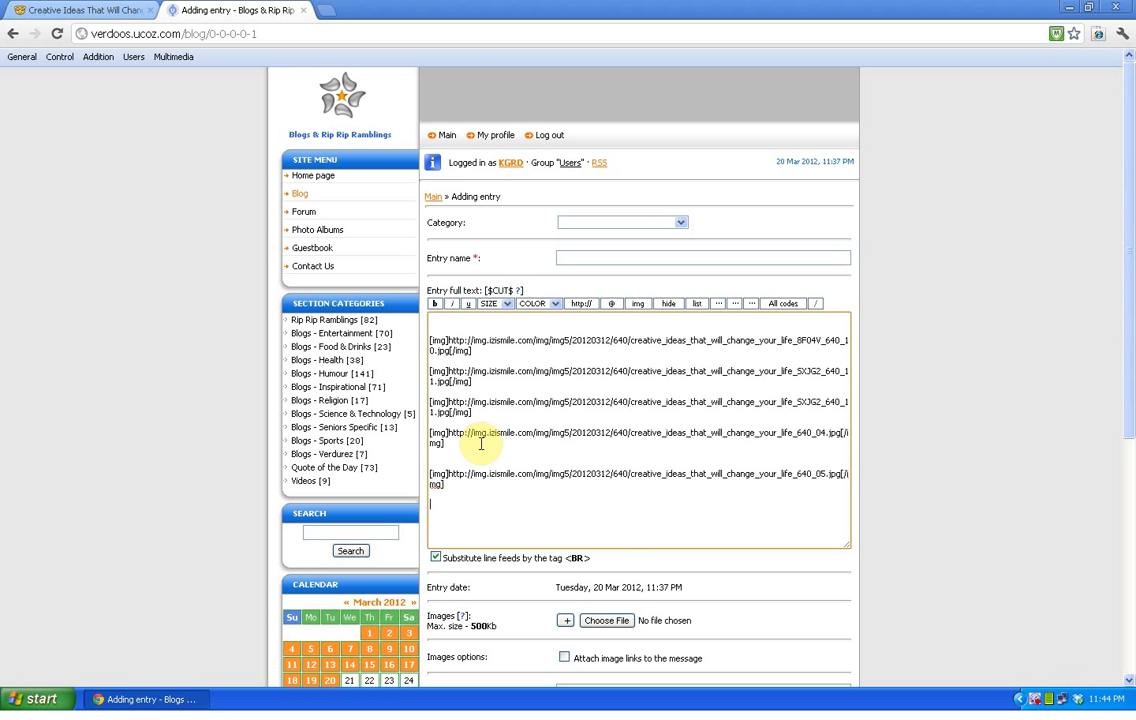 Creative Ideas That Will Chan
Adding entry - Blogs & Rip Rip
verdoos.ucoz.com/blog/0-0-0-0-1
General Control Addition Users Multimedia
Blogs & Rip Rip Ramblings
SITE MENU
Home page
Blog
Forum
Photo Albums
Guestbook
Contact Us
SECTION CATEGORIES
Rip Rip Ramblings [82]
Blogs - Entertainment [70]
Blogs - Food & Drinks [23]
Blogs - Health [38]
Blogs - Humour [141]
Blogs - Inspirational [71]
Blogs - Religion [17]
Blogs - Science & Technology [5]
Blogs - Seniors Specific [13]
Blogs - Sports [20]
Blogs - Verdurez [7]
Quote of the Day [73]
Videos [9]
SEARCH
Search
CALENDAR
« March 2012 »
Su Mo Tu We Th Fr Sa
1 2 3
4 5 6 7 8 9 10
11 12 13 14 15 16 17
18 19 20 21 22 23 24
Main My profile Log out
Logged in as KGRD · Group "Users" · RSS
20 Mar 2012, 11:37 PM
Main » Adding entry
Category:
Entry name *:
Entry full text: [$CUT$ ?]
b i u SIZE COLOR http:// @ img hide list ... ... ... All codes /
[img]http://img.izismile.com/img/img5/20120312/640/creative_ideas_that_will_change_your_life_8F04V_640_1
0.jpg[/img]
[img]http://img.izismile.com/img/img5/20120312/640/creative_ideas_that_will_change_your_life_SXJG2_640_1
1.jpg[/img]
[img]http://img.izismile.com/img/img5/20120312/640/creative_ideas_that_will_change_your_life_SXJG2_640_1
1.jpg[/img]
[img]http://img.izismile.com/img/img5/20120312/640/creative_ideas_that_will_change_your_life_640_04.jpg[/i
mg]
[img]http://img.izismile.com/img/img5/20120312/640/creative_ideas_that_will_change_your_life_640_05.jpg[/i
mg]
Substitute line feeds by the tag <BR>
Entry date: Tuesday, 20 Mar 2012, 11:37 PM
Images [?]:
Max. size - 500Kb
+ Choose File No file chosen
Images options: Attach image links to the message
start
Adding entry - Blogs ...
11:44 PM